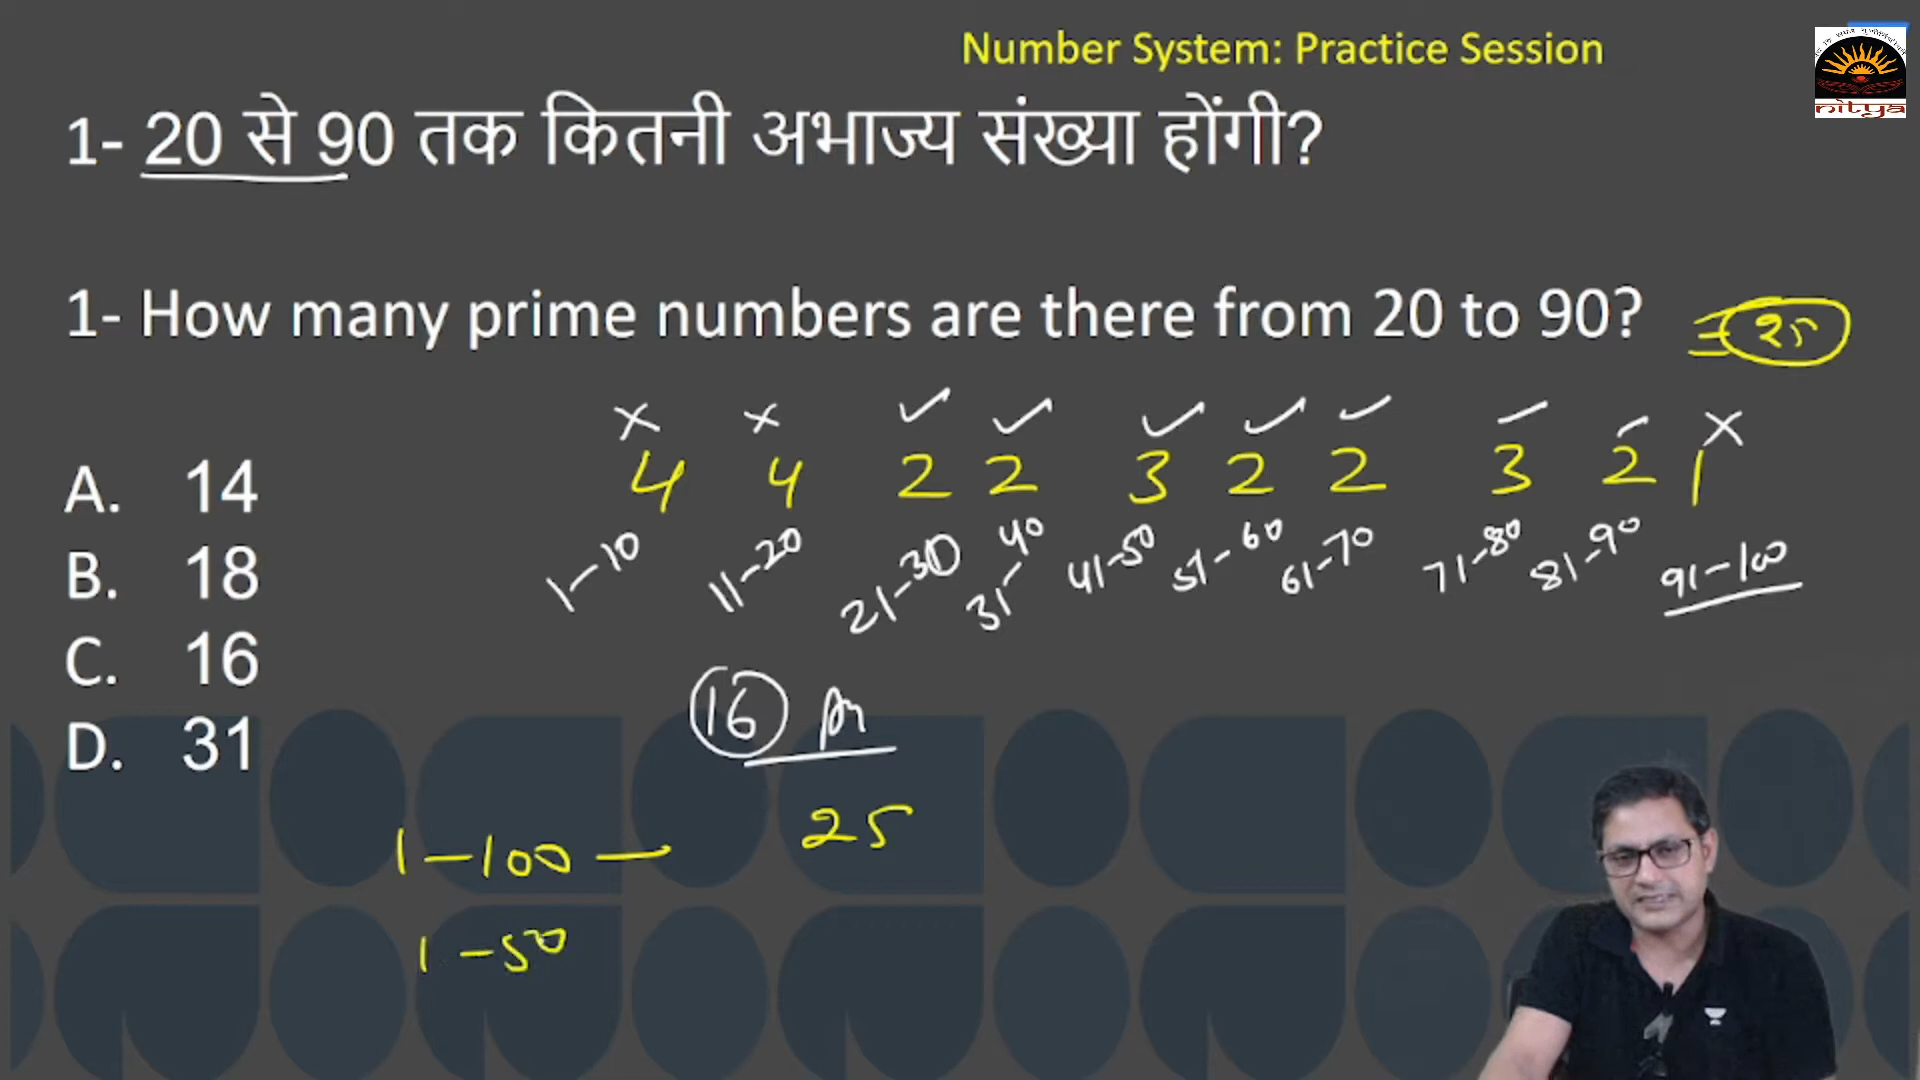 Number System: Practice Session
nitya
1- 20 से 90 तक कितनी अभाज्य संख्या होंगी?
1- How many prime numbers are there from 20 to 90?
= 25
× × ✓ ✓ ✓ ✓ ✓ ×
4 4 2 2 3 2 2 3 2 1
1-10 11-20 21-30 31-40 41-50 51-60 61-70 71-80 81-90 91-100
A. 14
B. 18
C. 16
D. 31
16
1-100 - 25
1-50